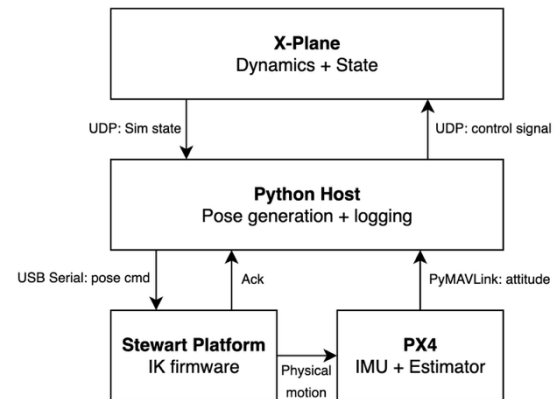 X-Plane
Dynamics + State
UDP: Sim state
UDP: control signal
Python Host
Pose generation + logging
USB Serial: pose cmd
Ack
PyMAVLink: attitude
Stewart Platform
IK firmware
Physical
motion
PX4
IMU + Estimator